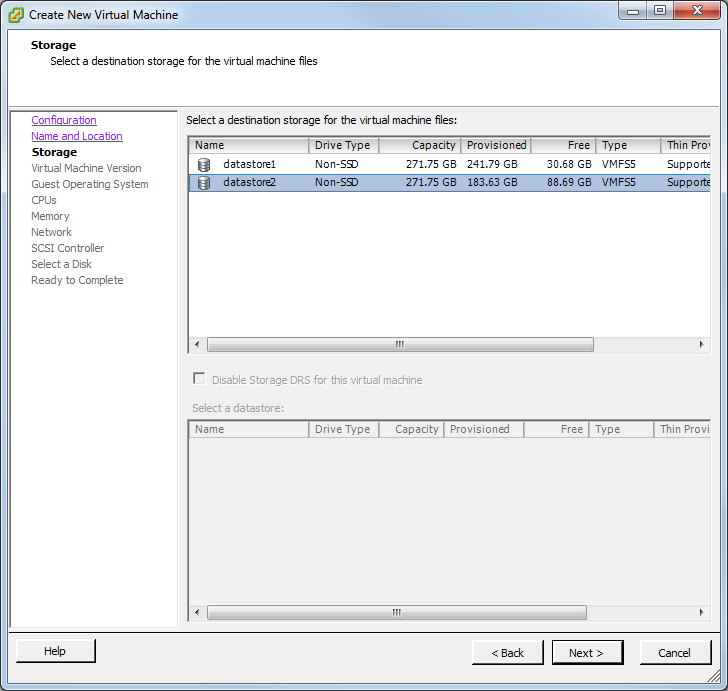 Create New Virtual Machine
Storage
Select a destination storage for the virtual machine files
Configuration
Name and Location
Storage
Virtual Machine Version
Guest Operating System
CPUs
Memory
Network
SCSI Controller
Select a Disk
Ready to Complete
Select a destination storage for the virtual machine files:
Name Drive Type Capacity Provisioned Free Type Thin Prov
datastore1 Non-SSD 271.75 GB 241.79 GB 30.68 GB VMFS5 Supporte
datastore2 Non-SSD 271.75 GB 183.63 GB 88.69 GB VMFS5 Supporte
Disable Storage DRS for this virtual machine
Select a datastore:
Name Drive Type Capacity Provisioned Free Type Thin Provi
Help < Back Next > Cancel